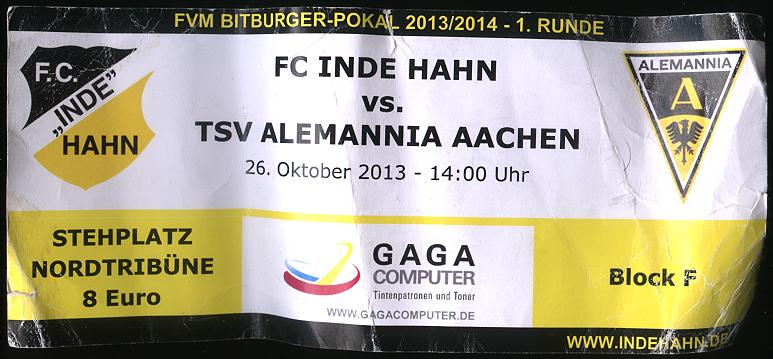 FVM BITBURGER-POKAL 2013/2014 - 1. RUNDE
F.C.
„INDE”
HAHN
FC INDE HAHN
vs.
TSV ALEMANNIA AACHEN
26. Oktober 2013 - 14:00 Uhr
ALEMANNIA
A
STEHPLATZ
NORDTRIBÜNE
8 Euro
GAGA
COMPUTER
Tintenpatronen und Toner
WWW.GAGACOMPUTER.DE
Block F
WWW.INDEHAHN.DE